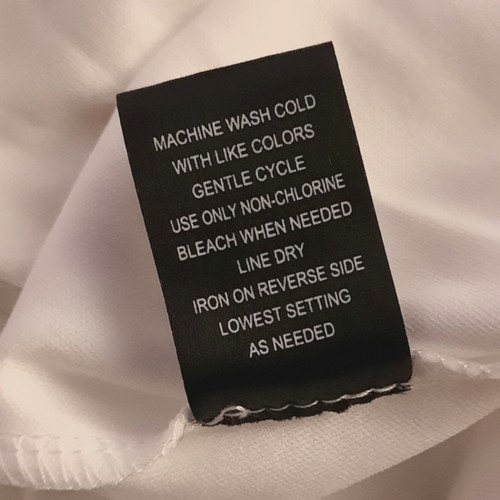 MACHINE WASH COLD
WITH LIKE COLORS
GENTLE CYCLE
USE ONLY NON-CHLORINE
BLEACH WHEN NEEDED
LINE DRY
IRON ON REVERSE SIDE
LOWEST SETTING
AS NEEDED